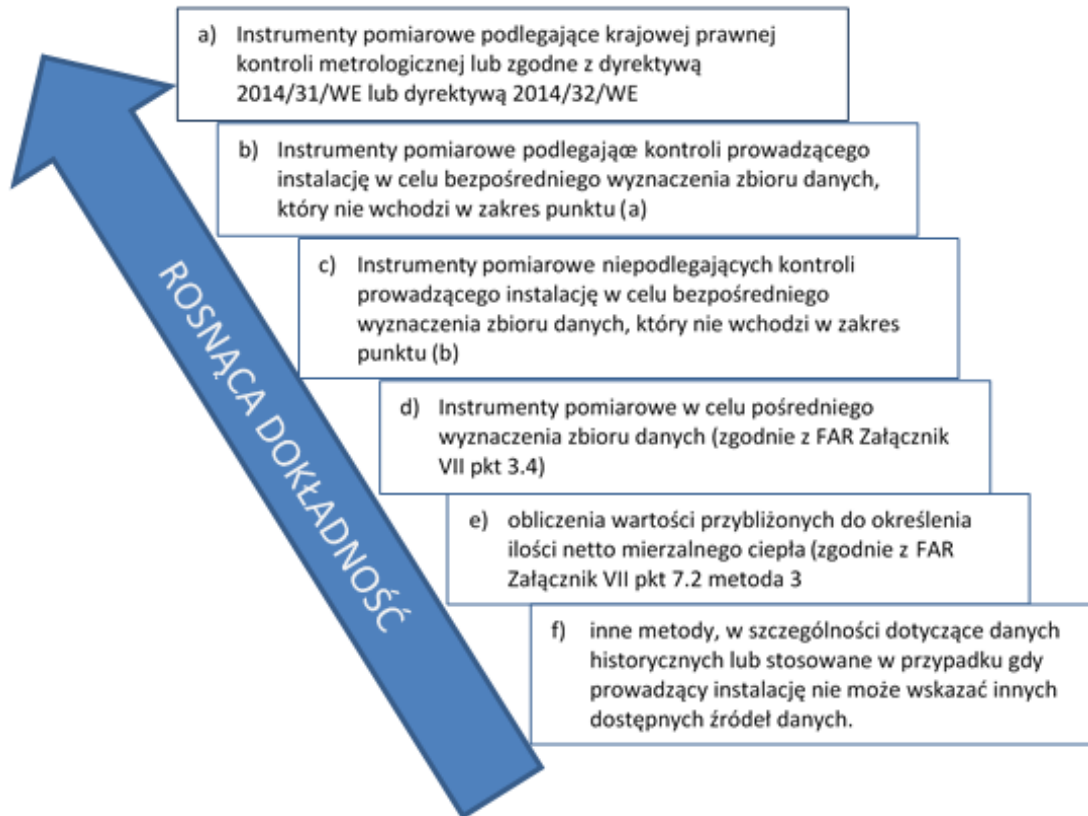 a) Instrumenty pomiarowe podlegające krajowej prawnej
kontroli metrologicznej lub zgodne z dyrektywą
2014/31/WE lub dyrektywą 2014/32/WE
b) Instrumenty pomiarowe podlegająœ kontroli prowadzącego
instalację w celu bezpośredniego wyznaczenia zbioru danych,
który nie wchodzi w zakres punktu (a)
c) Instrumenty pomiarowe niepodlegających kontroli
prowadzącego instalację w celu bezpośredniego
wyznaczenia zbioru danych, który nie wchodzi w zakres
punktu (b)
d) Instrumenty pomiarowe w celu pośredniego
wyznaczenia zbioru danych (zgodnie z FAR Załącznik
VII pkt 3.4)
e) obliczenia wartości przybliżonych do określenia
ilości netto mierzalnego ciepła (zgodnie z FAR
Załącznik VII pkt 7.2 metoda 3
f) inne metody, w szczególności dotyczące danych
historycznych lub stosowane w przypadku gdy
prowadzący instalację nie może wskazać innych
dostępnych źródeł danych.
ROSNĄCA DOKŁADNOŚĆ